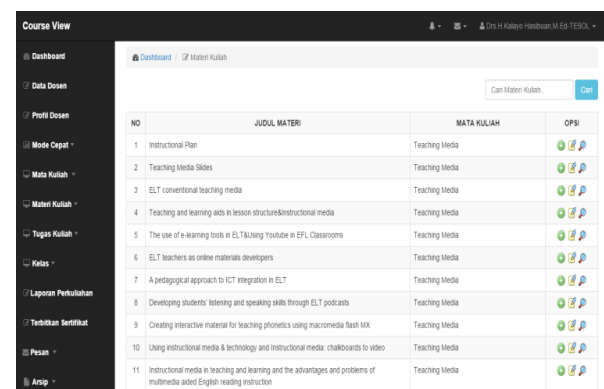 Course View
Drs.H.Kalayo Hasibuan,M.Ed-TESOL
Dashboard
Data Dosen
Profil Dosen
Mode Cepat
Mata Kuliah
Materi Kuliah
Tugas Kuliah
Kelas
Laporan Perkuliahan
Terbitkan Sertifikat
Pesan
Arsip
Dashboard / Materi Kuliah
Cari Materi Kuliah.. Cari
NO JUDUL MATERI MATA KULIAH OPSI
1 Instructional Plan Teaching Media
2 Teaching Media Slides Teaching Media
3 ELT conventional teaching media Teaching Media
4 Teaching and learning aids in lesson structure&instructional media Teaching Media
5 The use of e-learning tools in ELT&Using Youtube in EFL Classrooms Teaching Media
6 ELT teachers as online materials developers Teaching Media
7 A pedagogical approach to ICT integration in ELT Teaching Media
8 Developing students' listening and speaking skills through ELT podcasts Teaching Media
9 Creating interactive material for teaching phonetics using macromedia flash MX Teaching Media
10 Using instructional media & technology and Instructional media: chalkboards to video Teaching Media
11 Instructional media in teaching and learning and the advantages and problems of Teaching Media
multimedia aided English reading instruction